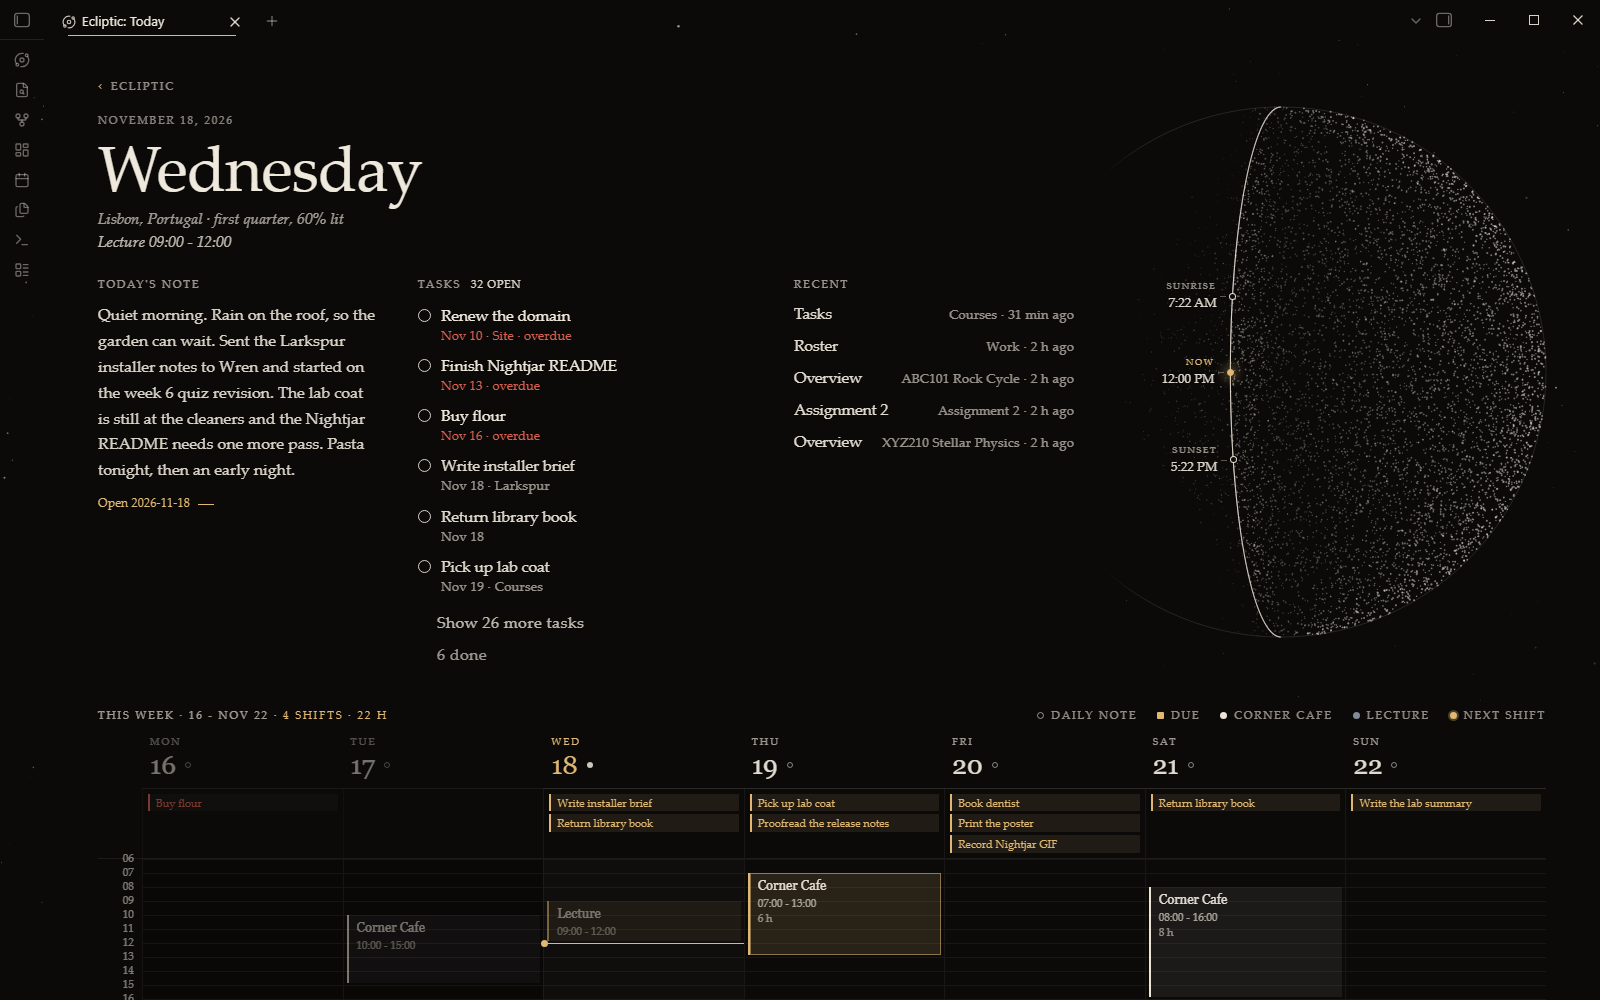 Ecliptic: Today
‹ ECLIPTIC
NOVEMBER 18, 2026
Wednesday
Lisbon, Portugal · first quarter, 60% lit
Lecture 09:00 - 12:00
TODAY'S NOTE
Quiet morning. Rain on the roof, so the
garden can wait. Sent the Larkspur
installer notes to Wren and started on
the week 6 quiz revision. The lab coat
is still at the cleaners and the Nightjar
README needs one more pass. Pasta
tonight, then an early night.
Open 2026-11-18
TASKS 32 OPEN
Renew the domain
Nov 10 · Site · overdue
Finish Nightjar README
Nov 13 · overdue
Buy flour
Nov 16 · overdue
Write installer brief
Nov 18 · Larkspur
Return library book
Nov 18
Pick up lab coat
Nov 19 · Courses
Show 26 more tasks
6 done
RECENT
Tasks Courses · 31 min ago
Roster Work · 2 h ago
Overview ABC101 Rock Cycle · 2 h ago
Assignment 2 Assignment 2 · 2 h ago
Overview XYZ210 Stellar Physics · 2 h ago
SUNRISE
7:22 AM
NOW
12:00 PM
SUNSET
5:22 PM
THIS WEEK · 16 - NOV 22 · 4 SHIFTS · 22 H
DAILY NOTE DUE CORNER CAFE LECTURE NEXT SHIFT
MON TUE WED THU FRI SAT SUN
16 17 18 19 20 21 22
Buy flour Write installer brief Pick up lab coat Book dentist Return library book Write the lab summary
Return library book Proofread the release notes Print the poster
Record Nightjar GIF
06
07
08
09
10
11
12
13
14
15
16
Corner Cafe
10:00 - 15:00
Lecture
09:00 - 12:00
Corner Cafe
07:00 - 13:00
6 h
Corner Cafe
08:00 - 16:00
8 h